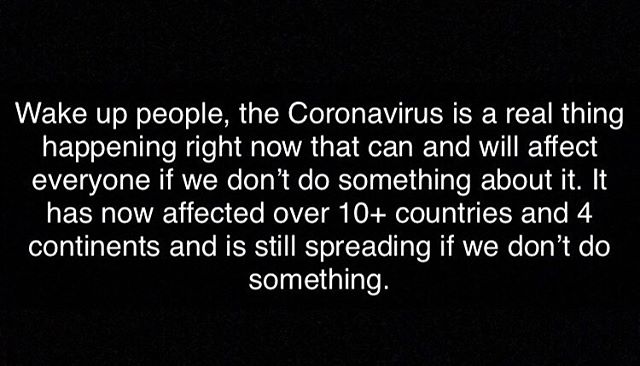 Wake up people, the Coronavirus is a real thing
happening right now that can and will affect
everyone if we don’t do something about it. It
has now affected over 10+ countries and 4
continents and is still spreading if we don’t do
something.